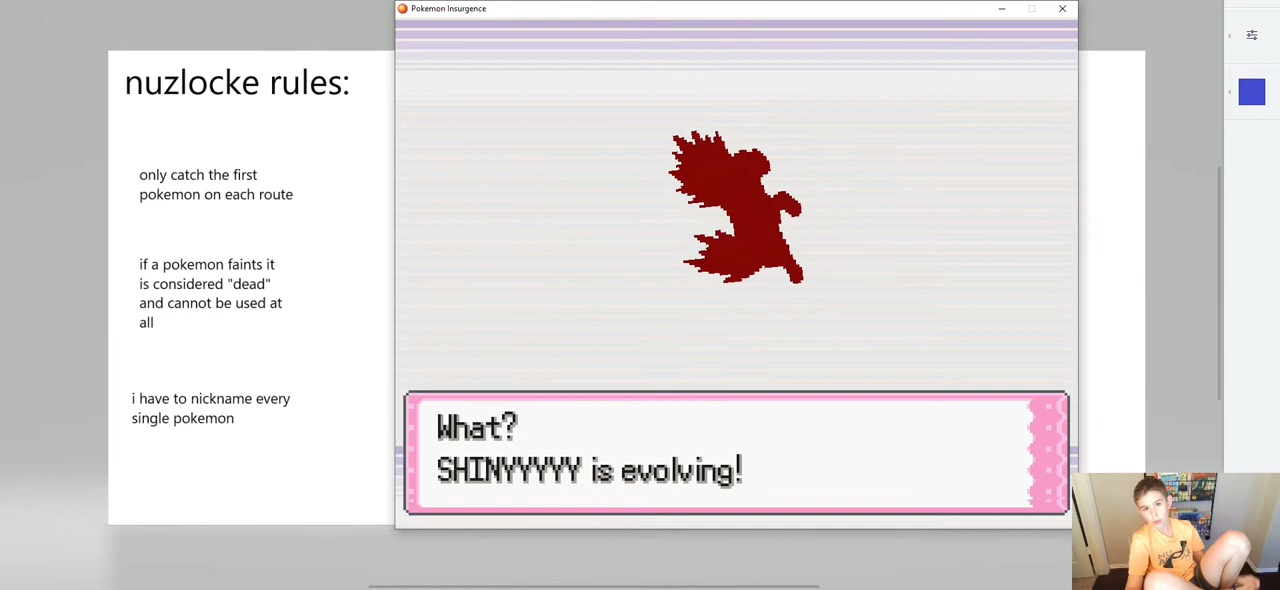 Pokemon Insurgence
nuzlocke rules:
only catch the first
pokemon on each route
if a pokemon faints it
is considered "dead"
and cannot be used at
all
i have to nickname every
single pokemon
What?
SHINYYYYY is evolving!